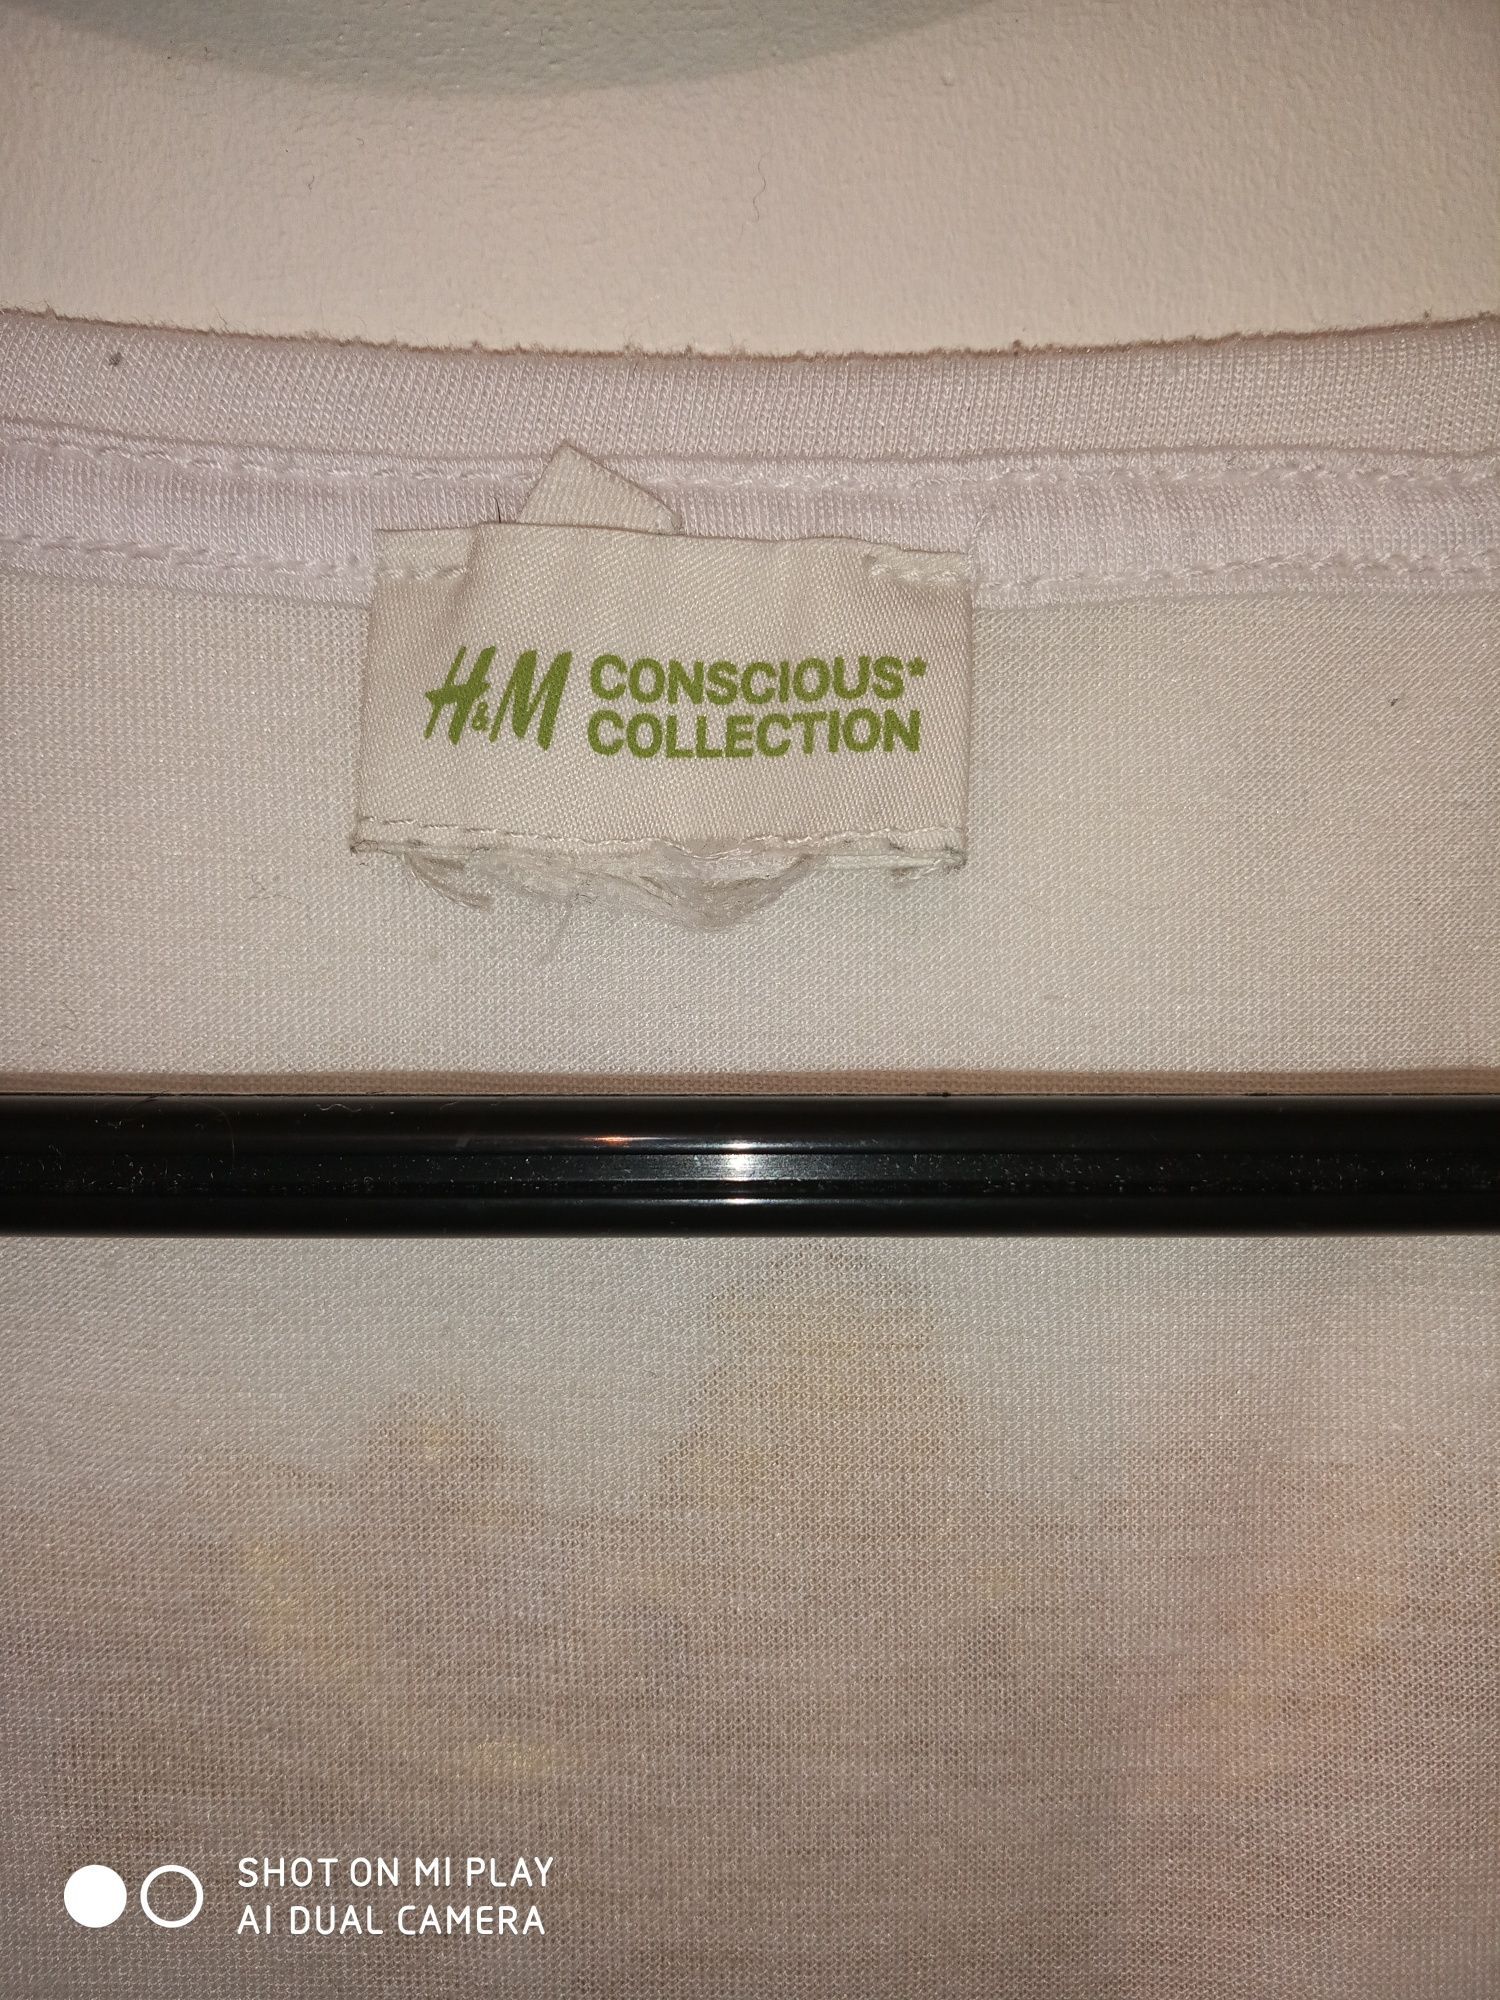 H&M CONSCIOUS*
COLLECTION
SHOT ON MI PLAY
AI DUAL CAMERA